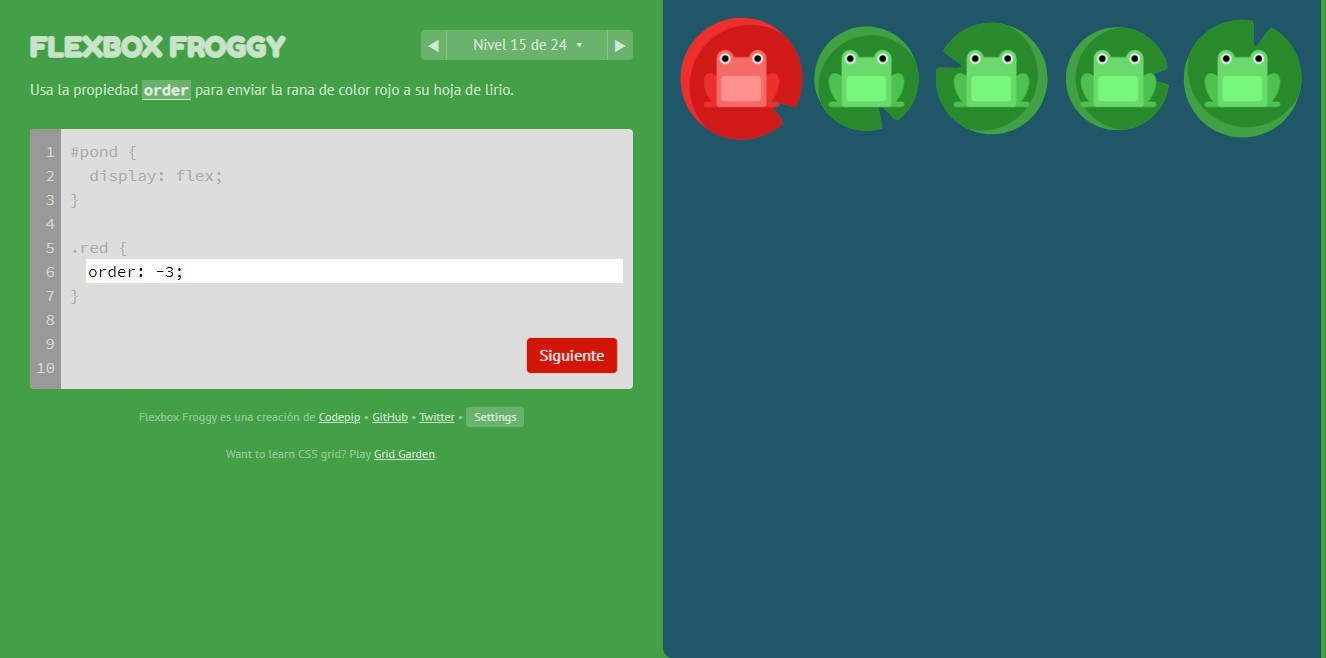 FLEXBOX FROGGY
◀ Nivel 15 de 24 ▾ ▶
Usa la propiedad order para enviar la rana de color rojo a su hoja de lirio.
1 #pond {
2 display: flex;
3 }
4
5 .red {
6 order: -3;
7 }
8
9
10
Siguiente
Flexbox Froggy es una creación de Codepip • GitHub • Twitter • Settings
Want to learn CSS grid? Play Grid Garden.